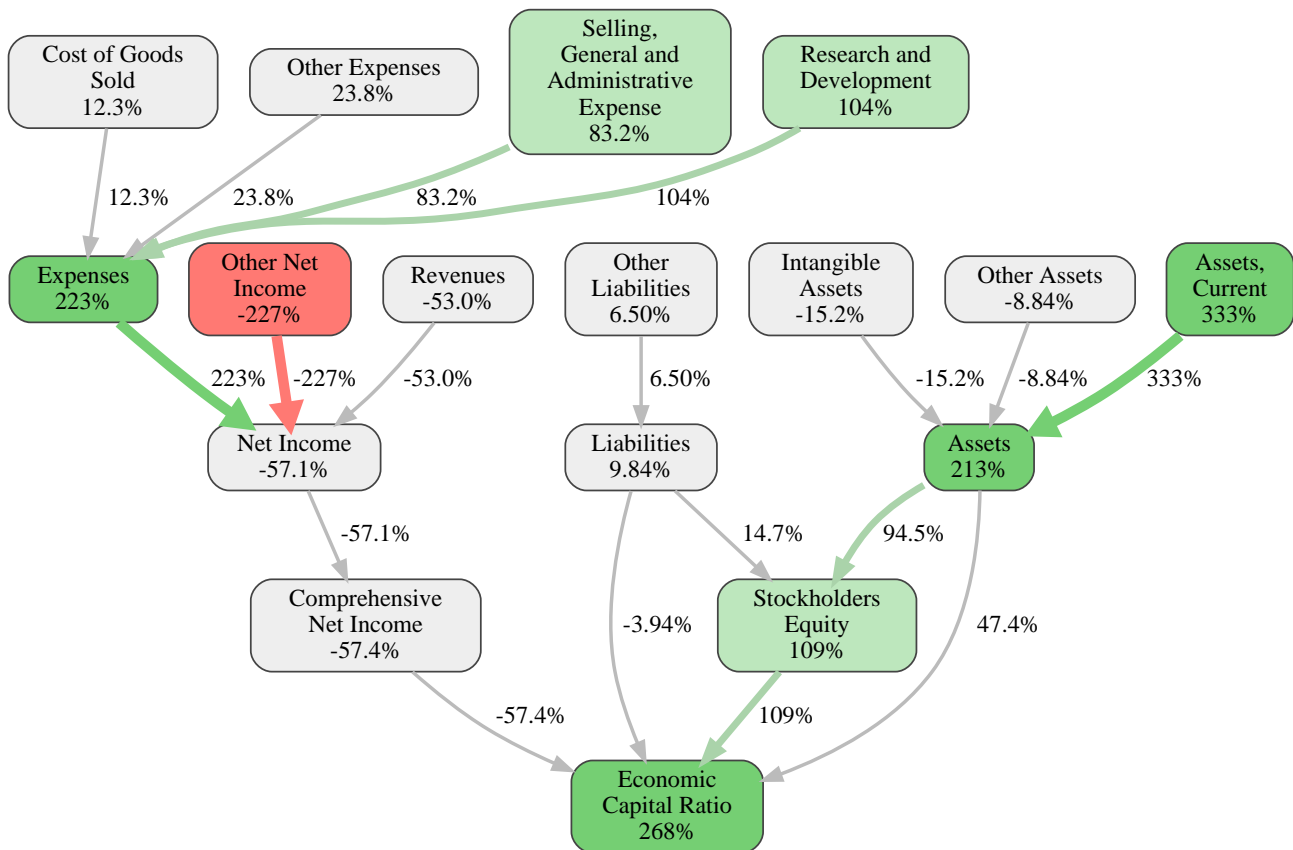 Cost of Goods
Sold
12.3%
Other Expenses
23.8%
Selling,
General and
Administrative
Expense
83.2%
Research and
Development
104%
12.3%
23.8%
83.2%
104%
Expenses
223%
Other Net
Income
-227%
Revenues
-53.0%
Other
Liabilities
6.50%
Intangible
Assets
-15.2%
Other Assets
-8.84%
Assets,
Current
333%
223%
-227%
-53.0%
6.50%
-15.2%
-8.84%
333%
Net Income
-57.1%
Liabilities
9.84%
Assets
213%
-57.1%
14.7%
94.5%
Comprehensive
Net Income
-57.4%
-3.94%
Stockholders
Equity
109%
47.4%
-57.4%
109%
Economic
Capital Ratio
268%